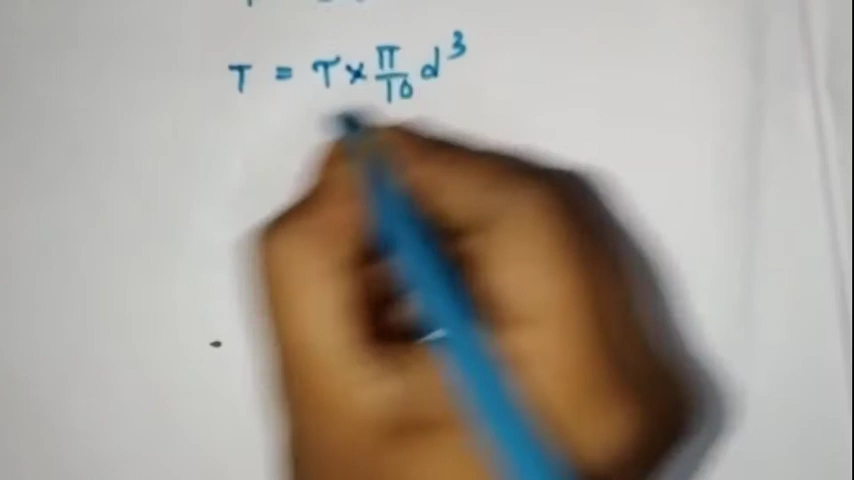 T = τ × π/16 d³